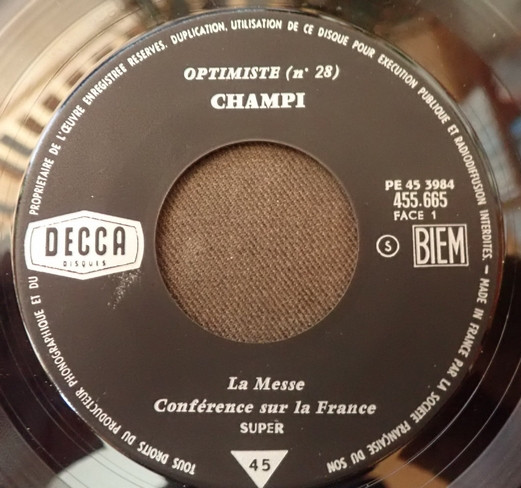 TOUS DROITS DU PRODUCTEUR PHONOGRAPHIQUE ET DU PROPRIETAIRE DE L'ŒUVRE ENREGISTREE RESERVES. DUPLICATION, UTILISATION DE CE DISQUE POUR EXECUTION PUBLIQUE ET RADIODIFFUSION INTERDITES. — MADE IN FRANCE PAR LA SOCIETE FRANÇAISE DU SON
OPTIMISTE (n° 28)
CHAMPI
PE 45 3984
455.665
FACE 1
DECCA
DISQUES
S
BIEM
La Messe
Conférence sur la France
SUPER
45